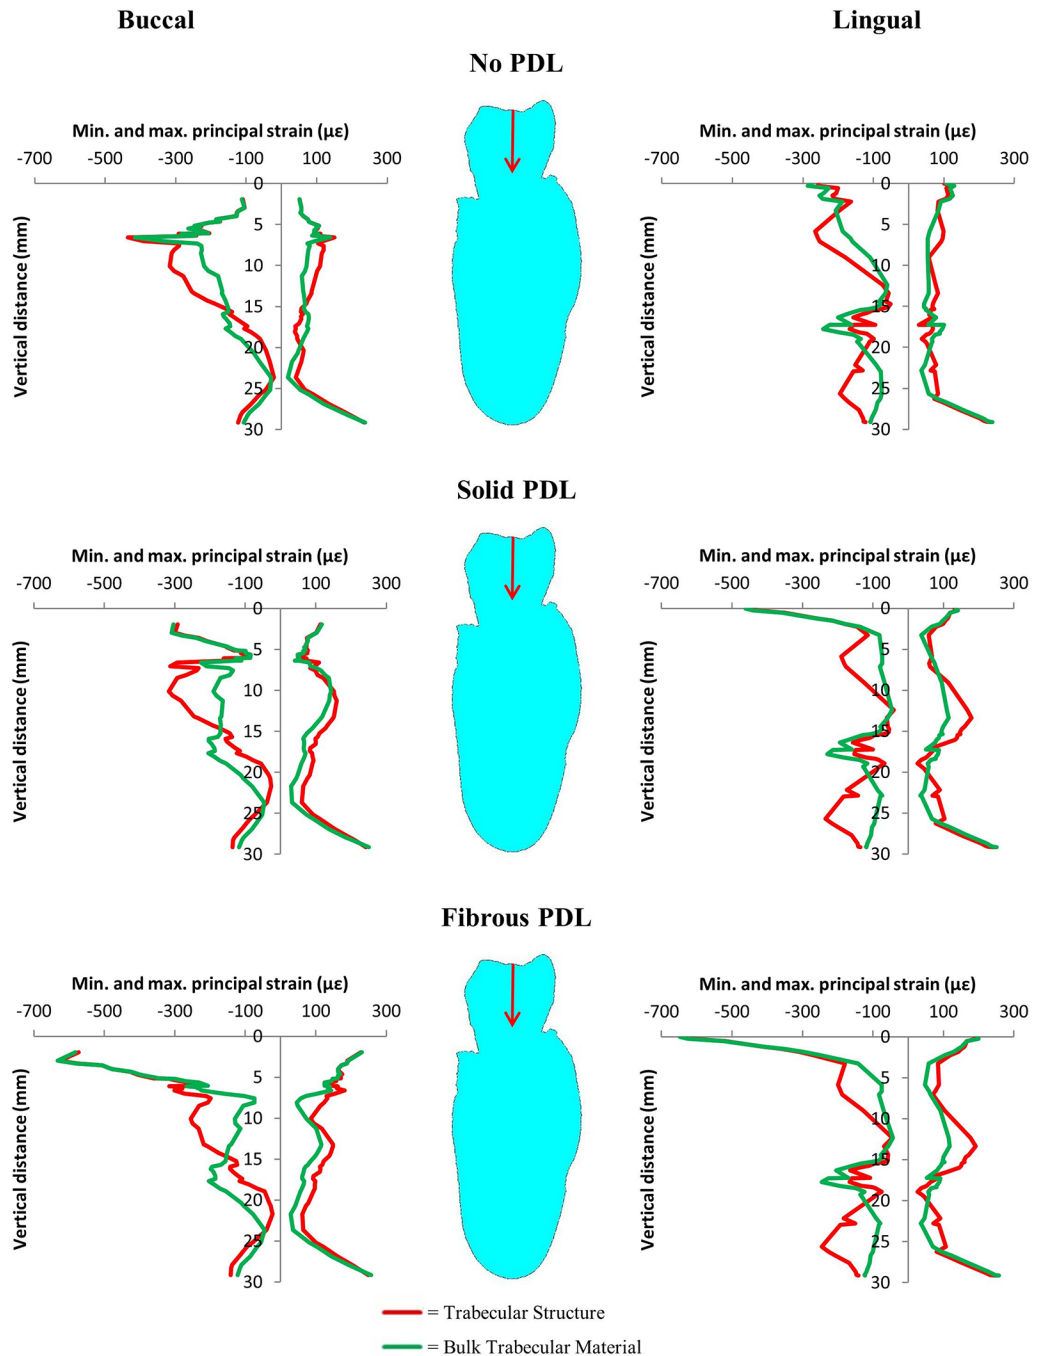 Buccal
Lingual
No PDL
Min. and max. principal strain (με)
-700 -500 -300 -100 100 300
0
5
10
15
20
25
30
Vertical distance (mm)
Min. and max. principal strain (με)
-700 -500 -300 -100 100 300
0
5
10
15
20
25
30
Vertical distance (mm)
Solid PDL
Min. and max. principal strain (με)
-700 -500 -300 -100 100 300
0
5
10
15
20
25
30
Vertical distance (mm)
Min. and max. principal strain (με)
-700 -500 -300 -100 100 300
0
5
10
15
20
25
30
Vertical distance (mm)
Fibrous PDL
Min. and max. principal strain (με)
-700 -500 -300 -100 100 300
0
5
10
15
20
25
30
Vertical distance (mm)
Min. and max. principal strain (με)
-700 -500 -300 -100 100 300
0
5
10
15
20
25
30
Vertical distance (mm)
= Trabecular Structure
= Bulk Trabecular Material